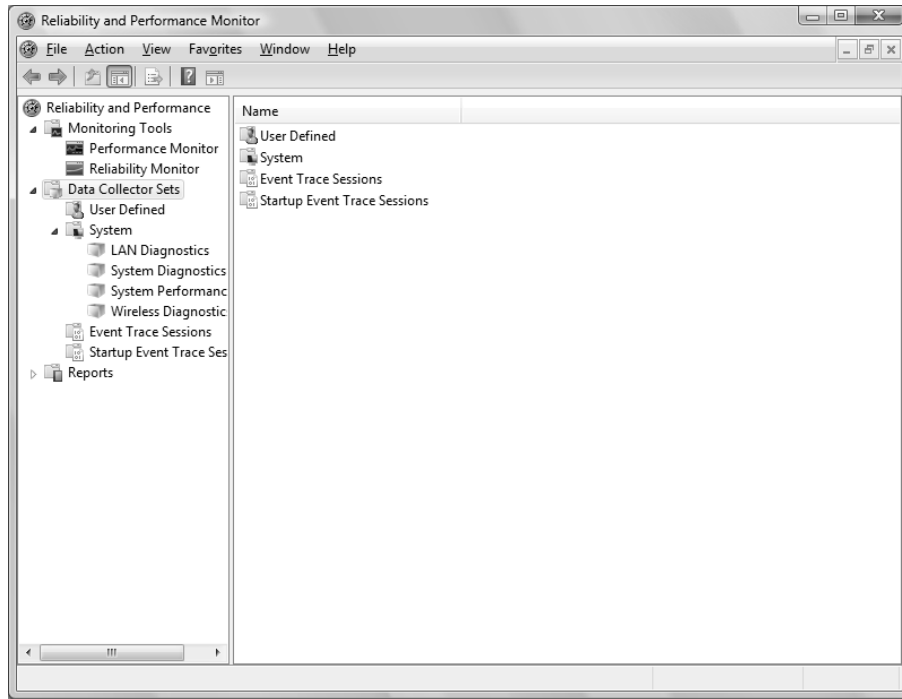 Reliability and Performance Monitor
File Action View Favorites Window Help
Reliability and Performance
Monitoring Tools
Performance Monitor
Reliability Monitor
Data Collector Sets
User Defined
System
LAN Diagnostics
System Diagnostics
System Performanc
Wireless Diagnostic
Event Trace Sessions
Startup Event Trace Ses
Reports
Name
User Defined
System
Event Trace Sessions
Startup Event Trace Sessions